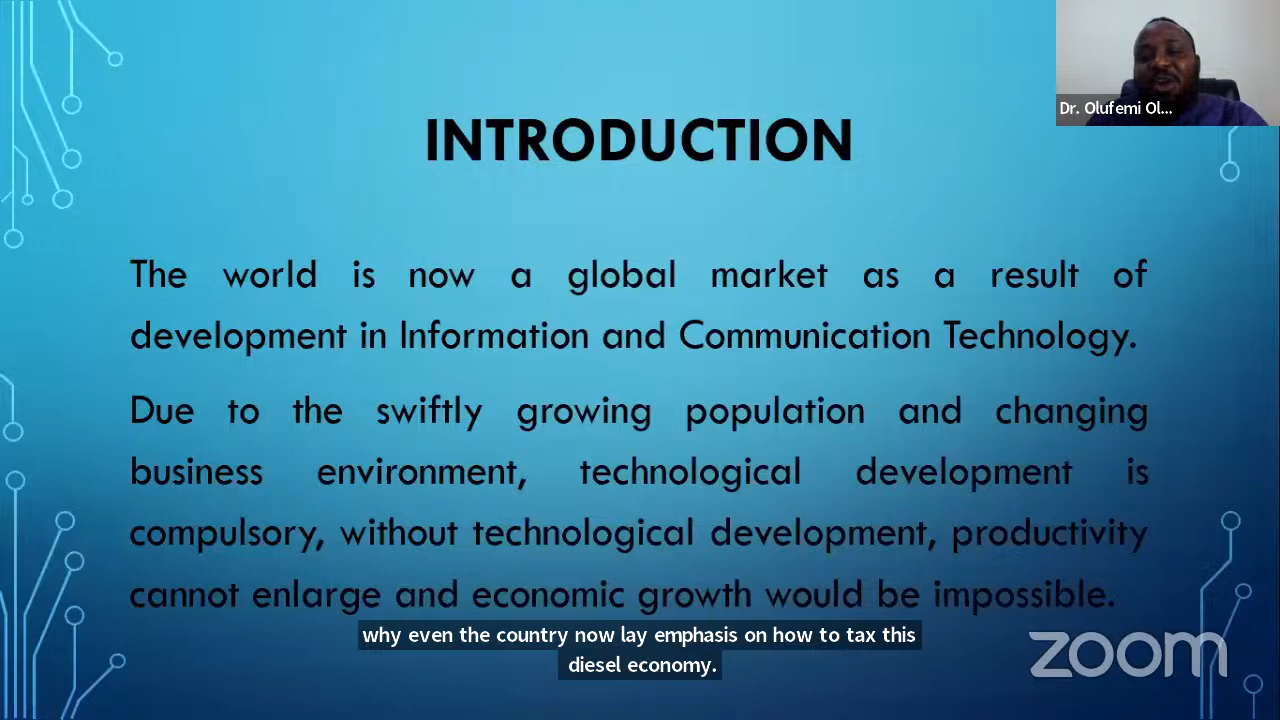 Dr. Olufemi Ol...
INTRODUCTION
The world is now a global market as a result of
development in Information and Communication Technology.
Due to the swiftly growing population and changing
business environment, technological development is
compulsory, without technological development, productivity
cannot enlarge and economic growth would be impossible.
why even the country now lay emphasis on how to tax this
diesel economy.
zoom